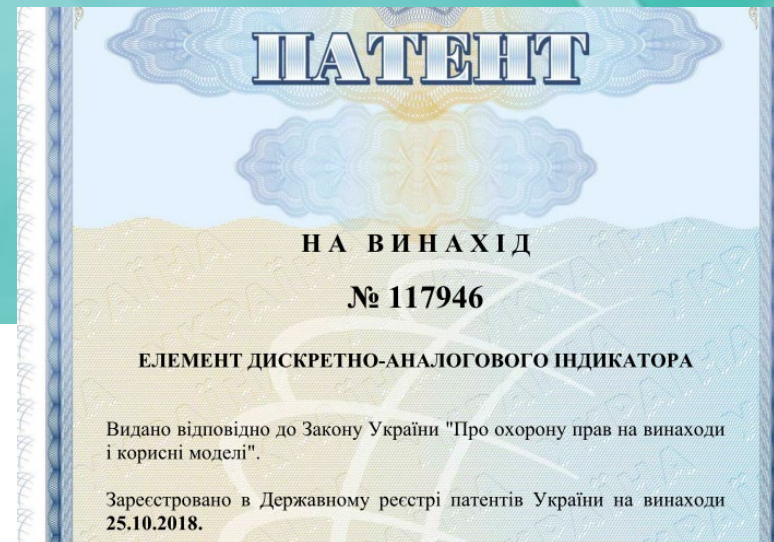 ПАТЕНТ
НА ВИНАХІД
№ 117946
ЕЛЕМЕНТ ДИСКРЕТНО-АНАЛОГОВОГО ІНДИКАТОРА
Видано відповідно до Закону України "Про охорону прав на винаходи
і корисні моделі".
Зареєстровано в Державному реєстрі патентів України на винаходи
25.10.2018.